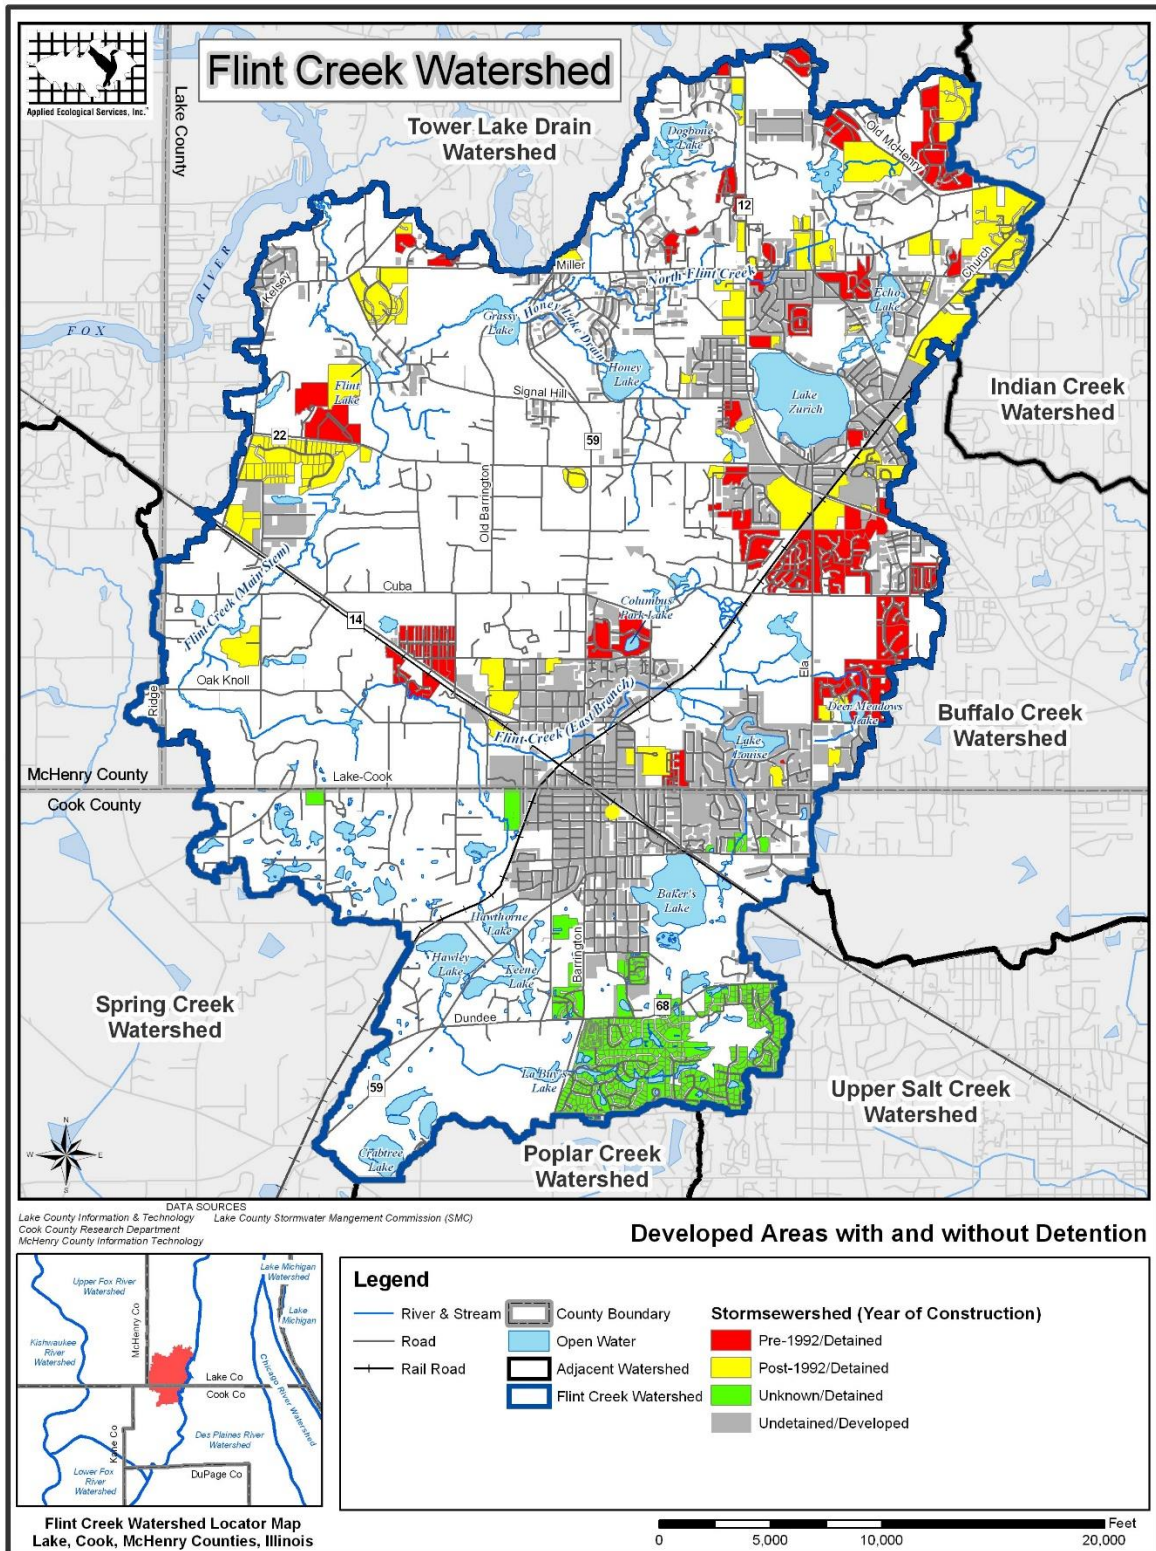 Applied Ecological Services, Inc.™
Flint Creek Watershed
Lake County
Tower Lake Drain
Watershed
Dogbone
Lake
Old McHenry
12
FOX
RIVER
Kelsey
Miller
North Flint Creek
Church
Echo
Lake
Grassy
Lake
Honey
Lake Drain
Honey
Lake
Lake
Zurich
Flint
Lake
Signal Hill
Indian Creek
Watershed
22
59
Old Barrington
Flint Creek (Main Stem)
Cuba
14
Columbus
Park Lake
Ela
Oak Knoll
Ridge
Flint Creek (East Branch)
Deer Meadows
Lake
Buffalo Creek
Watershed
Lake
Louise
McHenry County
Lake-Cook
Cook County
Baker's
Lake
Hawthorne
Lake
Hawley
Lake
Keene
Lake
Barrington
Spring Creek
Watershed
68
Dundee
La Buy's
Lake
59
Upper Salt Creek
Watershed
Crabtree
Lake
Poplar Creek
Watershed
N
W
E
S
DATA SOURCES
Lake County Information & Technology Lake County Stormwater Mangement Commission (SMC)
Cook County Research Department
McHenry County Information Technology
Developed Areas with and without Detention
Upper Fox River
Watershed
McHenry Co
Lake Michigan
Watershed
Lake
Michigan
Kishwaukee
River
Watershed
Lake Co
Cook Co
Chicago River Watershed
Kane Co
Des Plaines River
Watershed
Lower Fox
River
Watershed
DuPage Co
Flint Creek Watershed Locator Map
Lake, Cook, McHenry Counties, Illinois
Legend
River & Stream
Road
Rail Road
County Boundary
Open Water
Adjacent Watershed
Flint Creek Watershed
Stormsewershed (Year of Construction)
Pre-1992/Detained
Post-1992/Detained
Unknown/Detained
Undetained/Developed
Feet
0 5,000 10,000 20,000